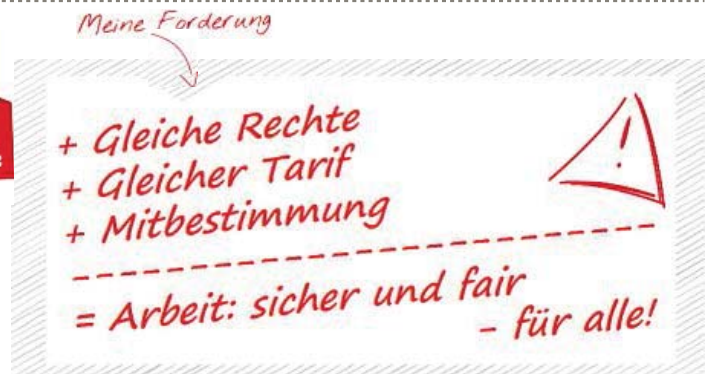 Meine Forderung
+ Gleiche Rechte
+ Gleicher Tarif
+ Mitbestimmung
= Arbeit: sicher und fair
- für alle!